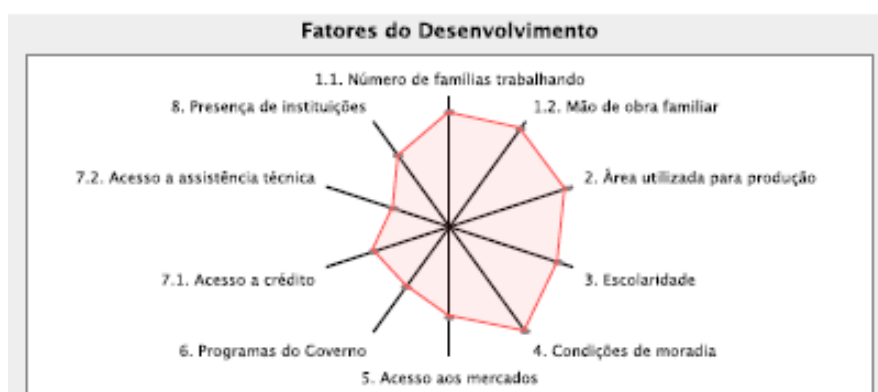 Fatores do Desenvolvimento
1.1. Número de famílias trabalhando
8. Presença de instituições
1.2. Mão de obra familiar
7.2. Acesso a assistência técnica
2. Àrea utilizada para produção
7.1. Acesso a crédito
3. Escolaridade
6. Programas do Governo
4. Condições de moradia
5. Acesso aos mercados